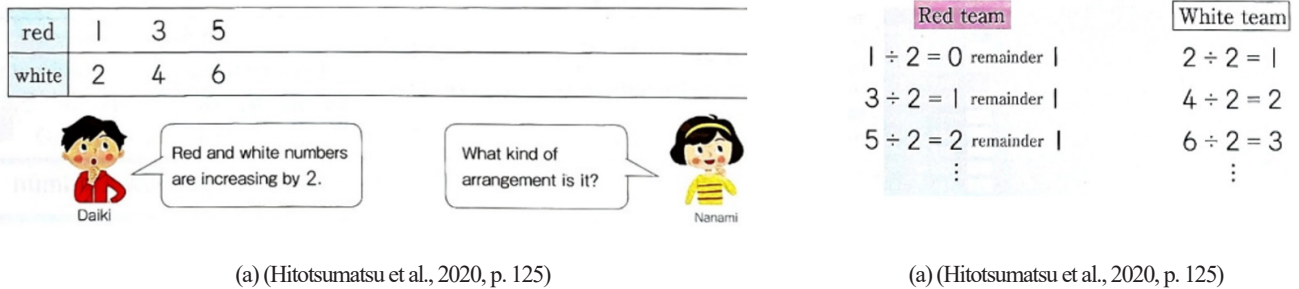 red 1 3 5
white 2 4 6
Red and white numbers
are increasing by 2.
Daiki
What kind of
arrangement is it?
Nanami
(a) (Hitotsumatsu et al., 2020, p. 125)
Red team
1 ÷ 2 = 0 remainder 1
3 ÷ 2 = 1 remainder 1
5 ÷ 2 = 2 remainder 1
⋮
White team
2 ÷ 2 = 1
4 ÷ 2 = 2
6 ÷ 2 = 3
⋮
(a) (Hitotsumatsu et al., 2020, p. 125)